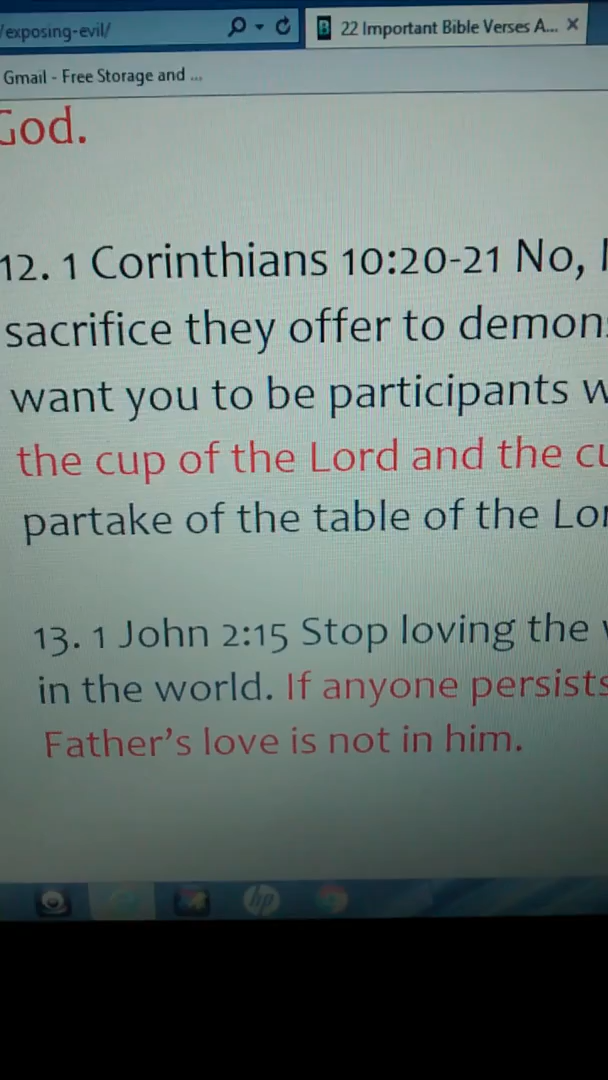 /exposing-evil/
22 Important Bible Verses A...
Gmail - Free Storage and ...
God.
12. 1 Corinthians 10:20-21 No,
sacrifice they offer to demon
want you to be participants
the cup of the Lord and the
partake of the table of the
13. 1 John 2:15 Stop loving the
in the world. If anyone persists
Father's love is not in him.
hp